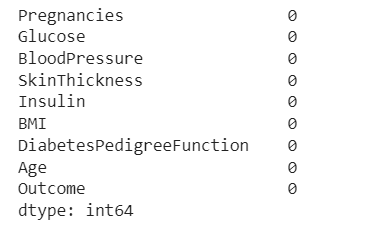 Pregnancies 0
Glucose 0
BloodPressure 0
SkinThickness 0
Insulin 0
BMI 0
DiabetesPedigreeFunction 0
Age 0
Outcome 0
dtype: int64